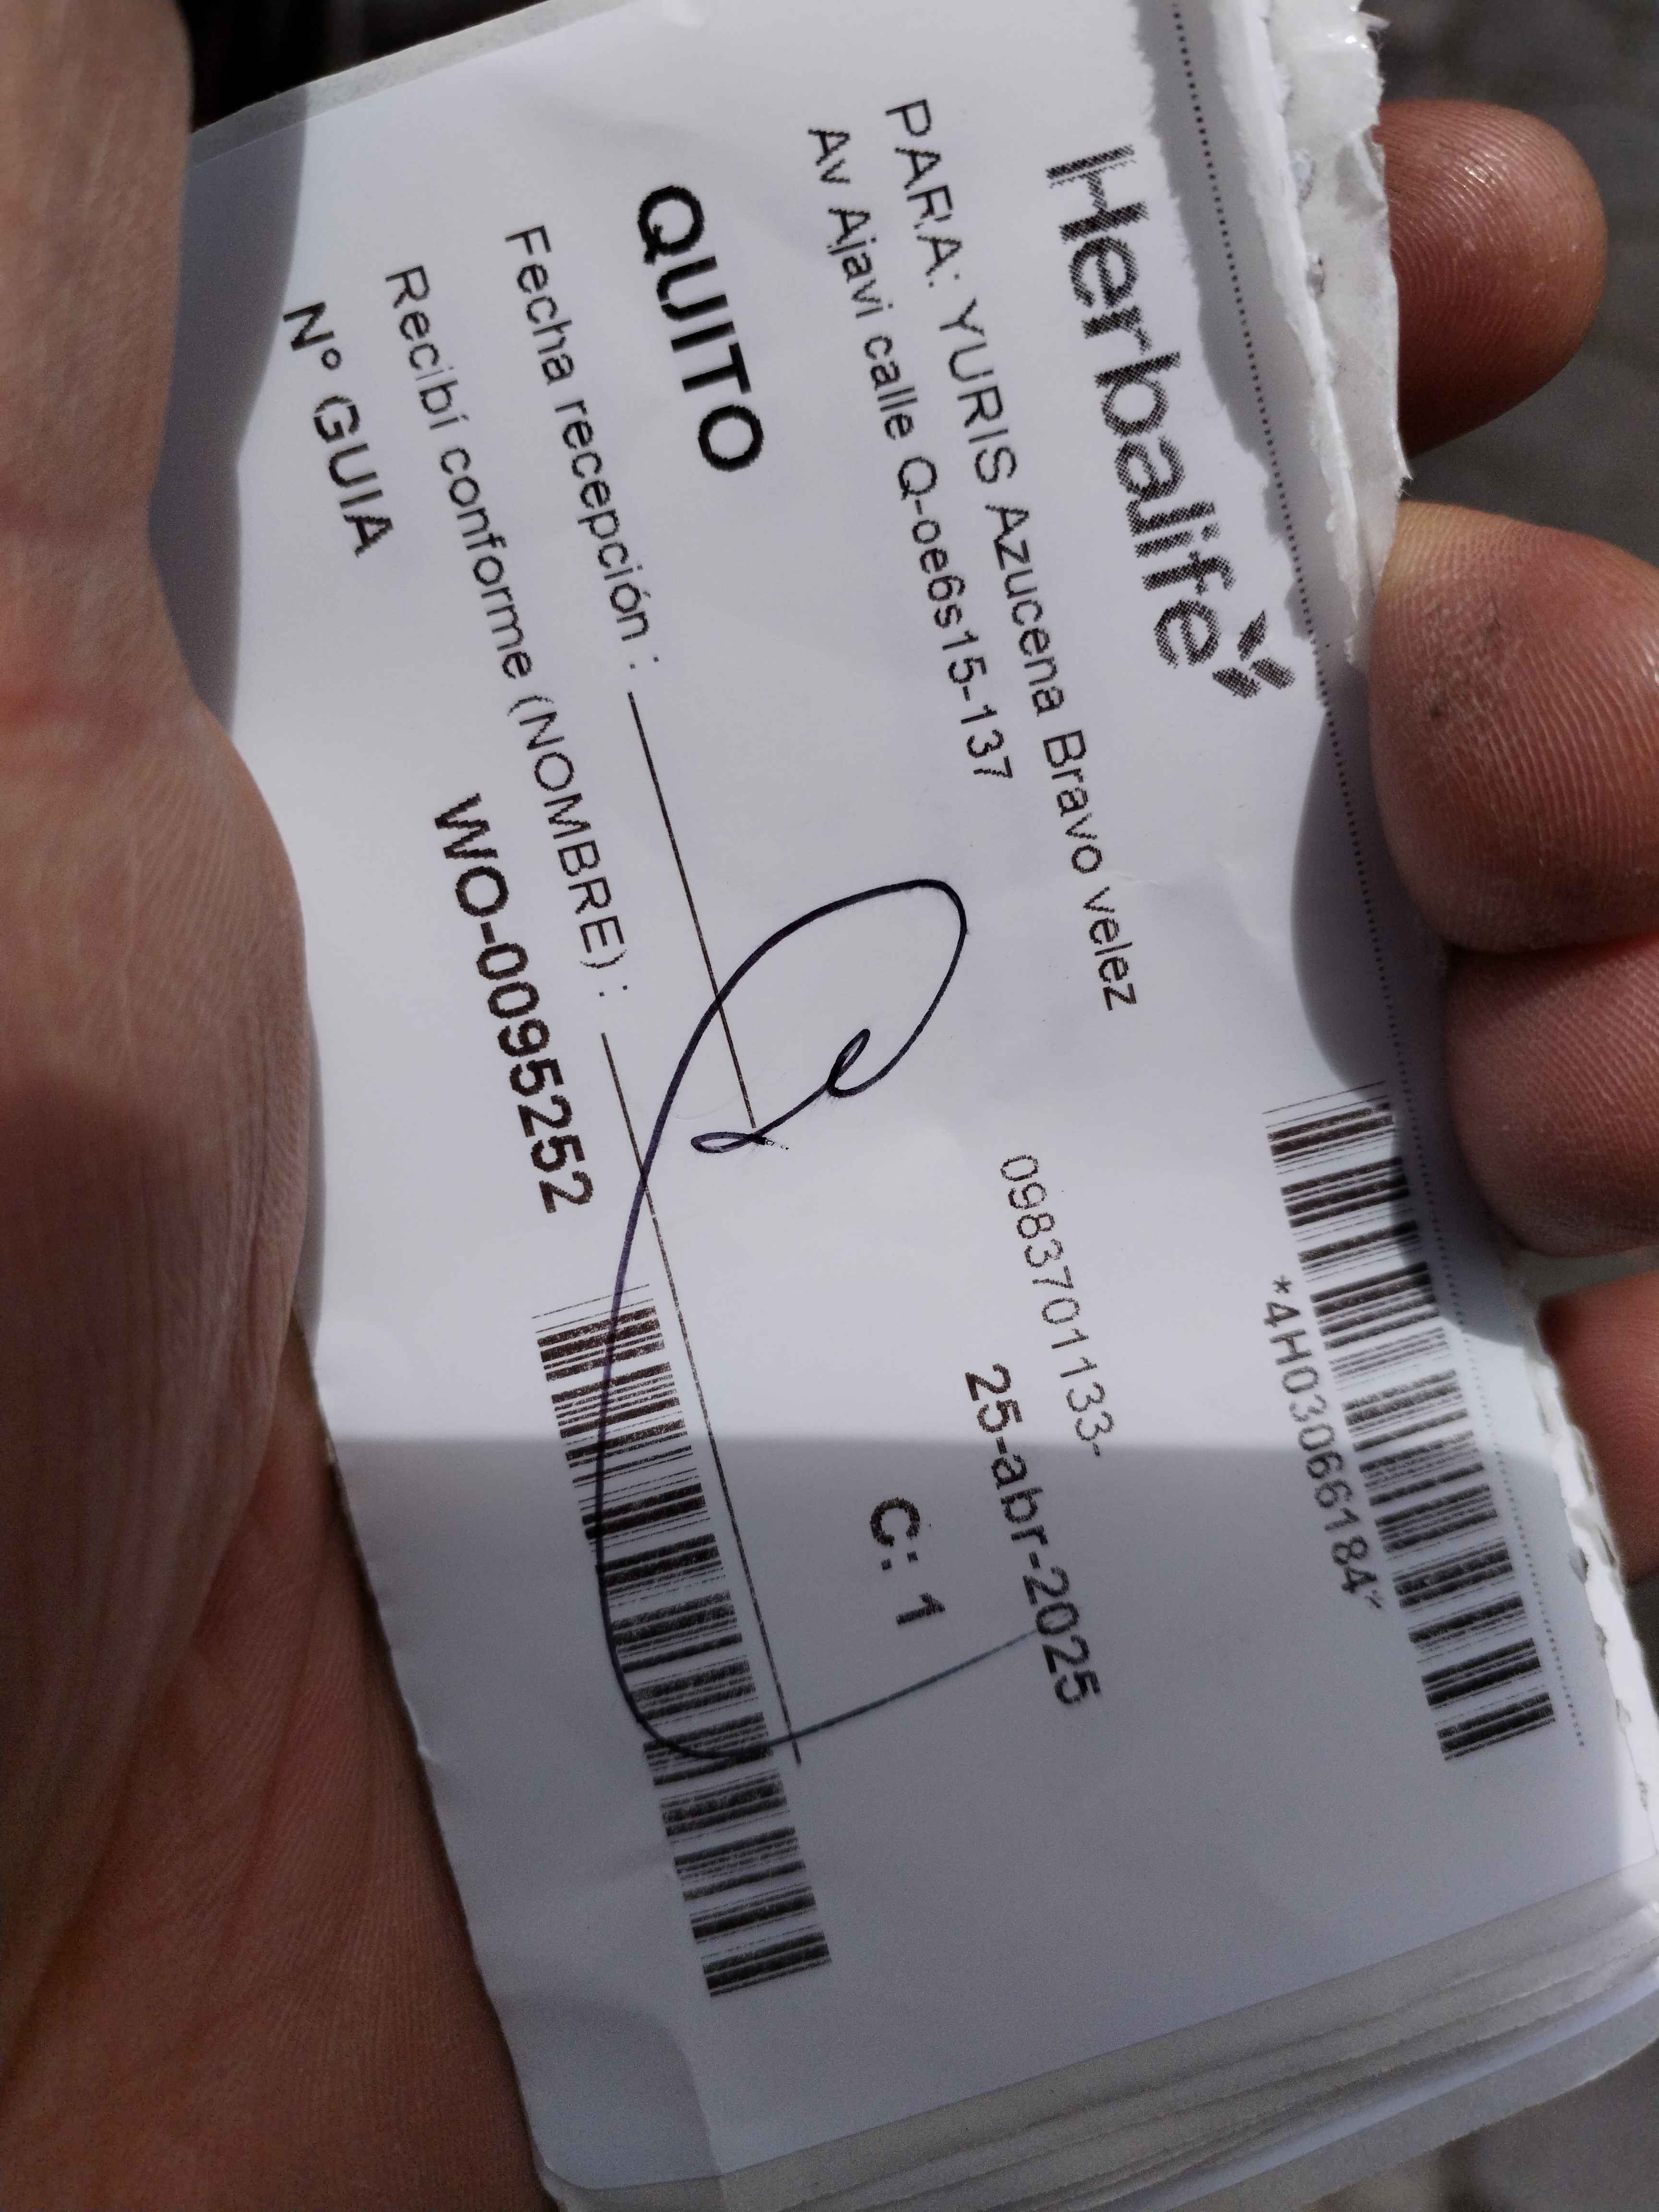 Herbalife
*4H03066184*
PARA: YURIS Azucena Bravo velez
0983701133-
Av Ajavi calle Q-oe6s15-137
25-abr-2025
QUITO
C: 1
Fecha recepción :
Recibí conforme (NOMBRE) :
N° GUIA
WO-0095252